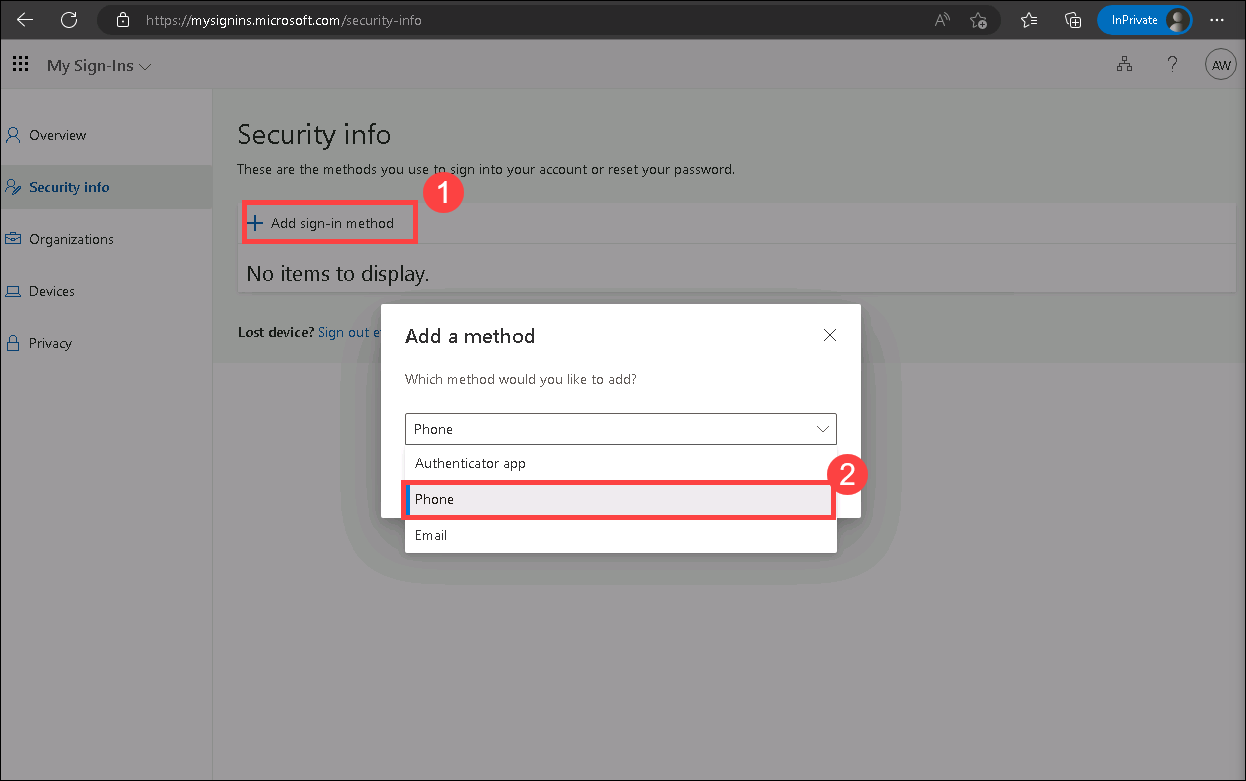 https://mysignins.microsoft.com/security-info
InPrivate
My Sign-Ins
AW
Overview
Security info
Organizations
Devices
Privacy
Security info
These are the methods you use to sign into your account or reset your password.
1
Add sign-in method
No items to display.
Lost device? Sign out e
Add a method
Which method would you like to add?
Phone
Authenticator app
2
Phone
Email